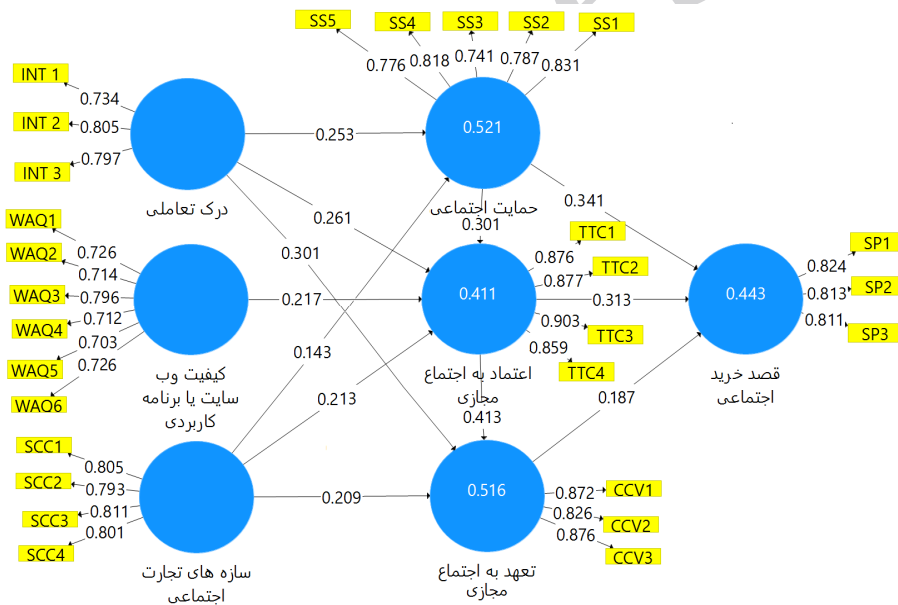 SS5
SS4
SS3
SS2
SS1
0.776
0.818
0.741
0.787
0.831
INT 1
INT 2
INT 3
0.734
0.805
0.797
درک تعاملی
0.253
0.261
0.301
0.521
حمایت اجتماعی
0.301
0.341
WAQ1
WAQ2
WAQ3
WAQ4
WAQ5
WAQ6
0.726
0.714
0.796
0.712
0.703
0.726
کیفیت وب
سایت یا برنامه
کاربردی
0.217
0.143
0.213
0.411
اعتماد به اجتماع
مجازی
0.413
TTC1
TTC2
TTC3
TTC4
0.876
0.877
0.903
0.859
0.313
0.187
0.443
قصد خرید
اجتماعی
SP1
SP2
SP3
0.824
0.813
0.811
SCC1
SCC2
SCC3
SCC4
0.805
0.793
0.811
0.801
سازه های تجارت
اجتماعی
0.209
0.516
تعهد به اجتماع
مجازی
0.872
0.826
0.876
CCV1
CCV2
CCV3